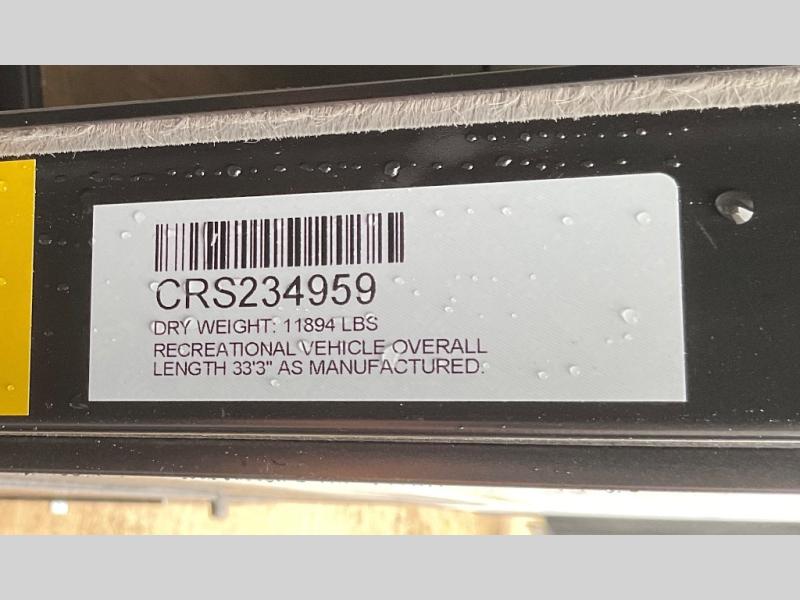 CRS234959
DRY WEIGHT: 11894 LBS
RECREATIONAL VEHICLE OVERALL
LENGTH 33'3" AS MANUFACTURED.